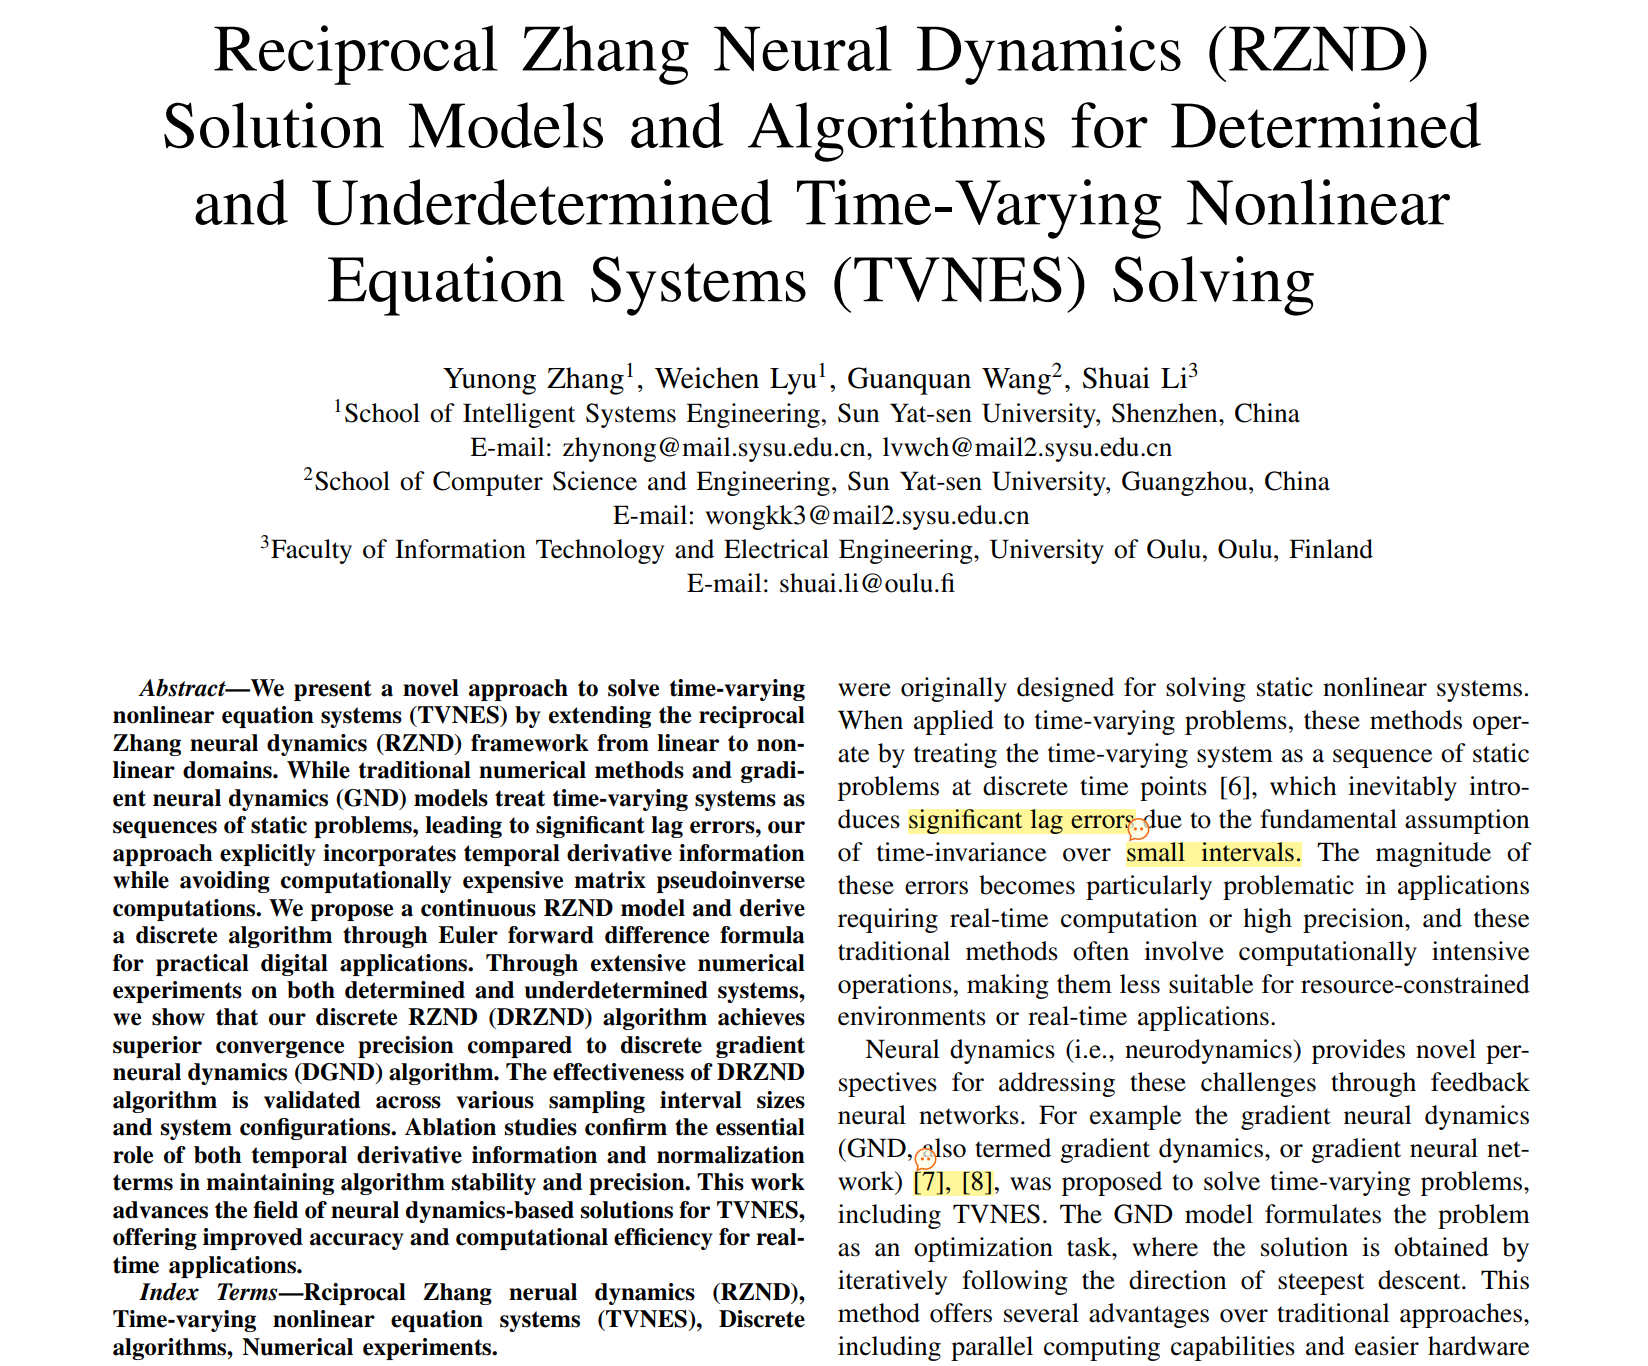 Reciprocal Zhang Neural Dynamics (RZND)
Solution Models and Algorithms for Determined
and Underdetermined Time-Varying Nonlinear
Equation Systems (TVNES) Solving
Yunong Zhang1, Weichen Lyu1, Guanquan Wang2, Shuai Li3
1School of Intelligent Systems Engineering, Sun Yat-sen University, Shenzhen, China
E-mail: zhynong@mail.sysu.edu.cn, lvwch@mail2.sysu.edu.cn
2School of Computer Science and Engineering, Sun Yat-sen University, Guangzhou, China
E-mail: wongkk3@mail2.sysu.edu.cn
3Faculty of Information Technology and Electrical Engineering, University of Oulu, Oulu, Finland
E-mail: shuai.li@oulu.fi
Abstract—We present a novel approach to solve time-varying
nonlinear equation systems (TVNES) by extending the reciprocal
Zhang neural dynamics (RZND) framework from linear to non-
linear domains. While traditional numerical methods and gradi-
ent neural dynamics (GND) models treat time-varying systems as
sequences of static problems, leading to significant lag errors, our
approach explicitly incorporates temporal derivative information
while avoiding computationally expensive matrix pseudoinverse
computations. We propose a continuous RZND model and derive
a discrete algorithm through Euler forward difference formula
for practical digital applications. Through extensive numerical
experiments on both determined and underdetermined systems,
we show that our discrete RZND (DRZND) algorithm achieves
superior convergence precision compared to discrete gradient
neural dynamics (DGND) algorithm. The effectiveness of DRZND
algorithm is validated across various sampling interval sizes
and system configurations. Ablation studies confirm the essential
role of both temporal derivative information and normalization
terms in maintaining algorithm stability and precision. This work
advances the field of neural dynamics-based solutions for TVNES,
offering improved accuracy and computational efficiency for real-
time applications.
Index Terms—Rciprocal Zhang nerual dynamics (RZND),
Time-varying nonlinear equation systems (TVNES), Discrete
algorithms, Numerical experiments.
were originally designed for solving static nonlinear systems.
When applied to time-varying problems, these methods oper-
ate by treating the time-varying system as a sequence of static
problems at discrete time points [6], which inevitably intro-
duces significant lag errors due to the fundamental assumption
of time-invariance over small intervals. The magnitude of
these errors becomes particularly problematic in applications
requiring real-time computation or high precision, and these
traditional methods often involve computationally intensive
operations, making them less suitable for resource-constrained
environments or real-time applications.
Neural dynamics (i.e., neurodynamics) provides novel per-
spectives for addressing these challenges through feedback
neural networks. For example the gradient neural dynamics
(GND, also termed gradient dynamics, or gradient neural net-
work) [7], [8], was proposed to solve time-varying problems,
including TVNES. The GND model formulates the problem
as an optimization task, where the solution is obtained by
iteratively following the direction of steepest descent. This
method offers several advantages over traditional approaches,
including parallel computing capabilities and easier hardware